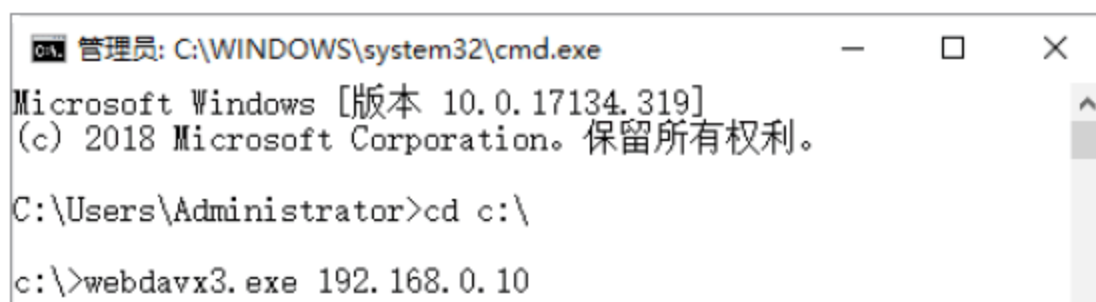 管理员: C:\WINDOWS\system32\cmd.exe
Microsoft Windows [版本 10.0.17134.319]
(c) 2018 Microsoft Corporation。保留所有权利。
C:\Users\Administrator>cd c:\
c:\>webdavx3.exe 192.168.0.10